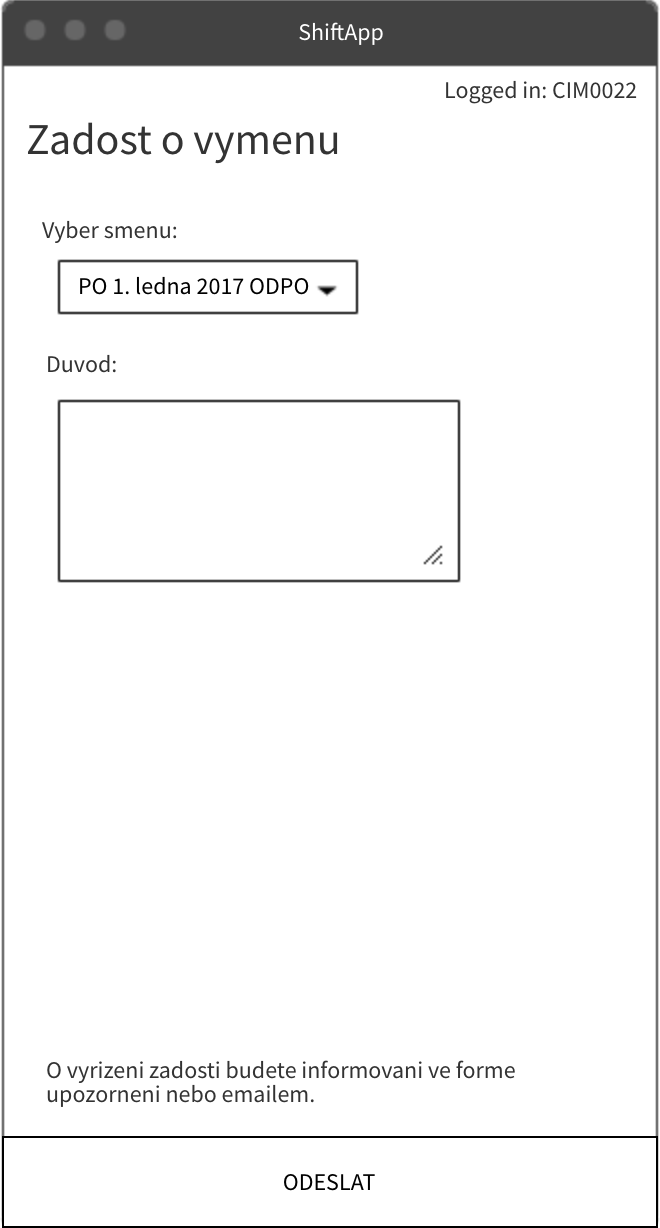 ShiftApp
Logged in: CIM0022
Zadost o vymenu
Vyber smenu:
PO 1. ledna 2017 ODPO
Duvod:
O vyrizeni zadosti budete informovani ve forme
upozorneni nebo emailem.
ODESLAT